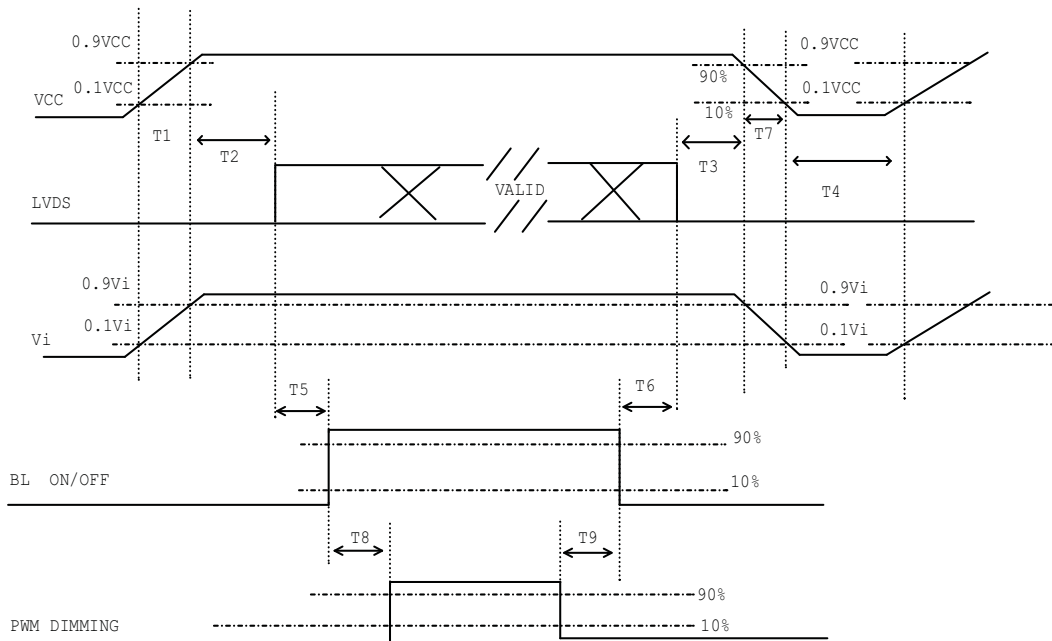 0.9VCC
0.9VCC
90%
0.1VCC
0.1VCC
VCC
10%
T1
T7
T2
T3
T4
VALID
LVDS
0.9Vi
0.9Vi
0.1Vi
0.1Vi
Vi
T5
T6
90%
BL ON/OFF
10%
T8
T9
90%
PWM DIMMING
10%